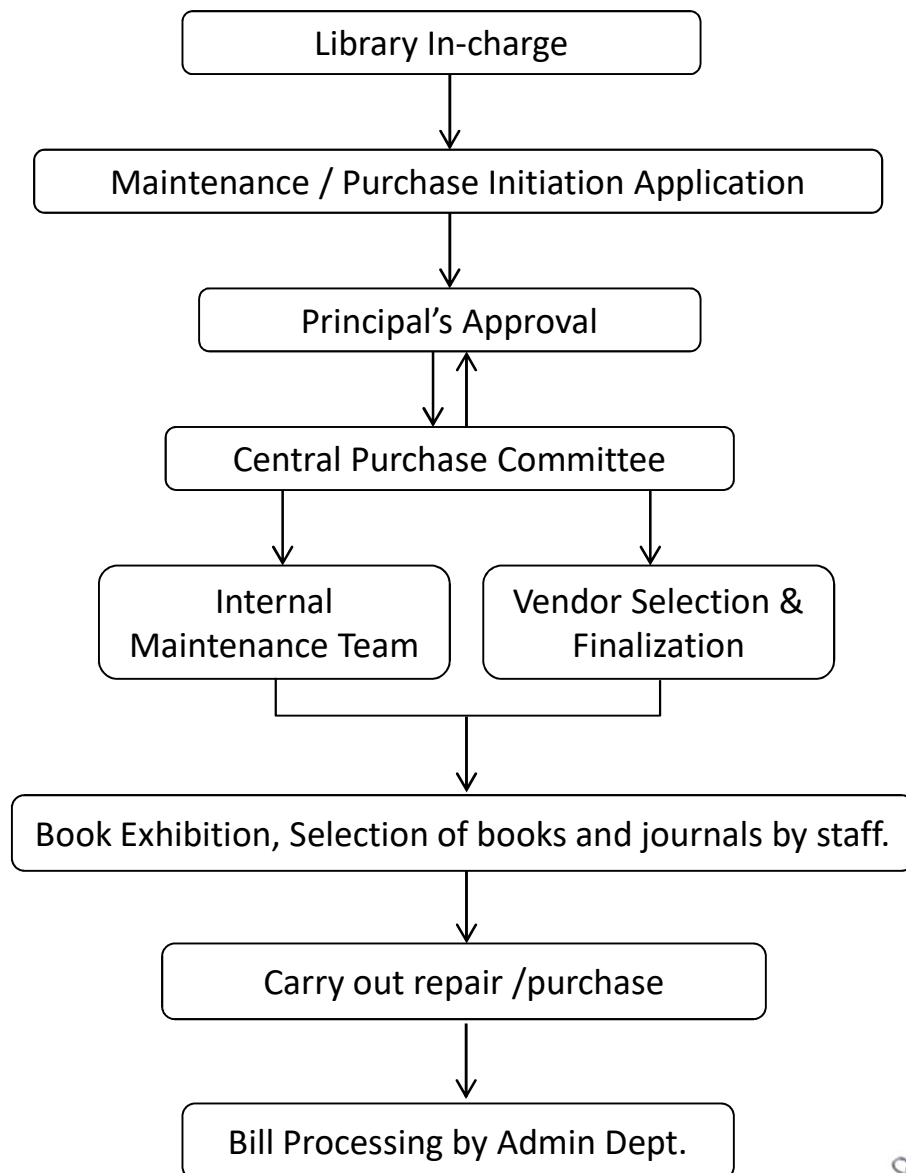 Library In-charge
Maintenance / Purchase Initiation Application
Principal’s Approval
Central Purchase Committee
Internal
Maintenance Team
Vendor Selection &
Finalization
Book Exhibition, Selection of books and journals by staff.
Carry out repair /purchase
Bill Processing by Admin Dept.